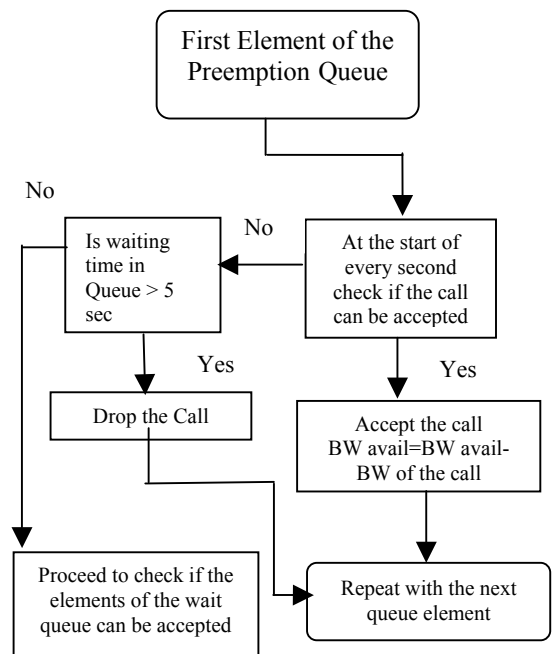 First Element of the
Preemption Queue
No
Is waiting
time in
Queue > 5
sec
No
At the start of
every second
check if the call
can be accepted
Yes
Yes
Drop the Call
Accept the call
BW avail=BW avail-
BW of the call
Proceed to check if the
elements of the wait
queue can be accepted
Repeat with the next
queue element